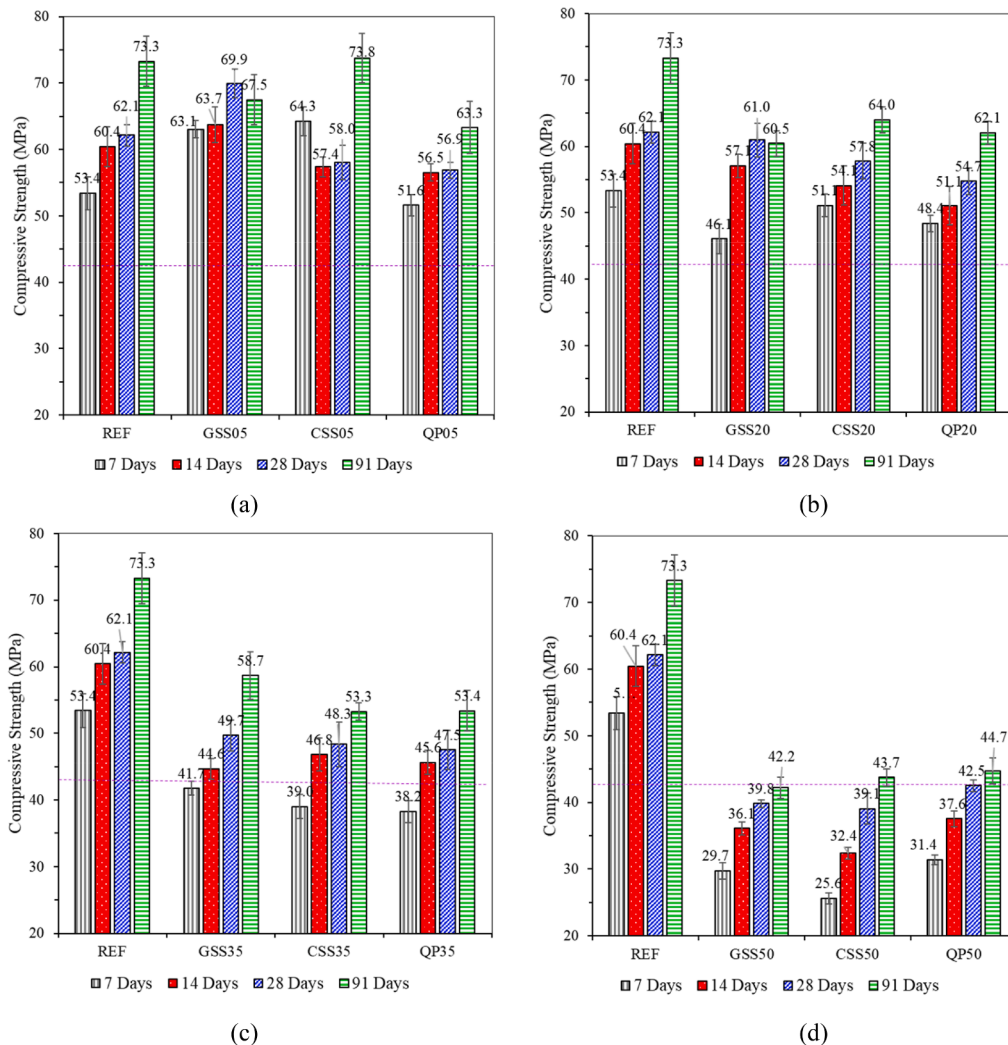 80
70
60
50
40
30
20
Compressive Strength (MPa)
53.4 60.4 62.1 73.3
63.1 63.7 69.9 67.5
64.3 57.4 58.0 73.8
51.6 56.5 56.9 63.3
REF GSS05 CSS05 QP05
7 Days 14 Days 28 Days 91 Days
(a)
80
70
60
50
40
30
20
Compressive Strength (MPa)
53.4 60.4 62.1 73.3
46.1 57.1 61.0 60.5
51.1 54.1 57.8 64.0
48.4 51.1 54.7 62.1
REF GSS20 CSS20 QP20
7 Days 14 Days 28 Days 91 Days
(b)
80
70
60
50
40
30
20
Compressive Strength (MPa)
53.4 60.4 62.1 73.3
41.7 44.6 49.7 58.7
39.0 46.8 48.3 53.3
38.2 45.6 47.5 53.4
REF GSS35 CSS35 QP35
7 Days 14 Days 28 Days 91 Days
(c)
80
70
60
50
40
30
20
Compressive Strength (MPa)
5. 60.4 62.1 73.3
29.7 36.1 39.8 42.2
25.6 32.4 39.1 43.7
31.4 37.6 42.5 44.7
REF GSS50 CSS50 QP50
7 Days 14 Days 28 Days 91 Days
(d)